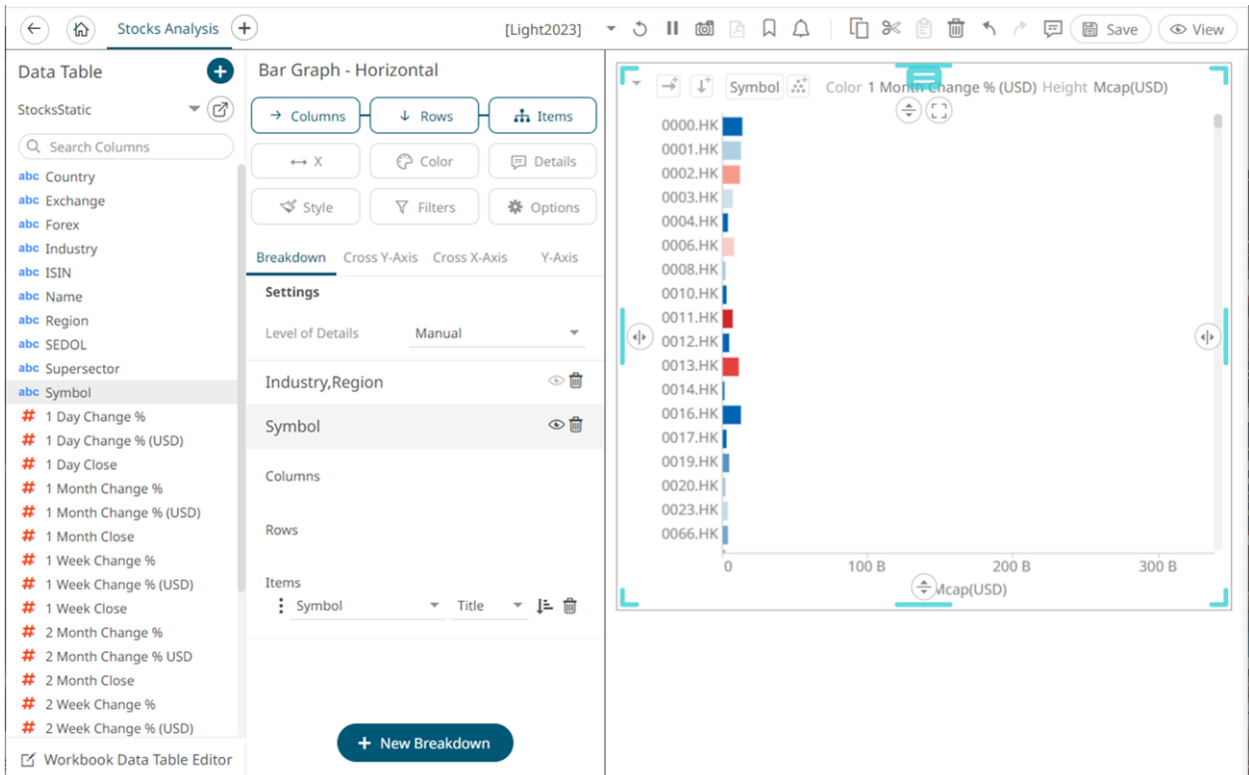 Stocks Analysis
[Light2023]
Save
View
Data Table
StocksStatic
Search Columns
abc Country
abc Exchange
abc Forex
abc Industry
abc ISIN
abc Name
abc Region
abc SEDOL
abc Supersector
abc Symbol
# 1 Day Change %
# 1 Day Change % (USD)
# 1 Day Close
# 1 Month Change %
# 1 Month Change % (USD)
# 1 Month Close
# 1 Week Change %
# 1 Week Change % (USD)
# 1 Week Close
# 2 Month Change %
# 2 Month Change % USD
# 2 Month Close
# 2 Week Change %
# 2 Week Change % (USD)
Workbook Data Table Editor
Bar Graph - Horizontal
Columns
Rows
Items
X
Color
Details
Style
Filters
Options
Breakdown Cross Y-Axis Cross X-Axis Y-Axis
Settings
Level of Details Manual
Industry,Region
Symbol
Columns
Rows
Items
Symbol Title
+ New Breakdown
Symbol Color 1 Month Change % (USD) Height Mcap(USD)
0000.HK
0001.HK
0002.HK
0003.HK
0004.HK
0006.HK
0008.HK
0010.HK
0011.HK
0012.HK
0013.HK
0014.HK
0016.HK
0017.HK
0019.HK
0020.HK
0023.HK
0066.HK
0 100 B 200 B 300 B
Mcap(USD)